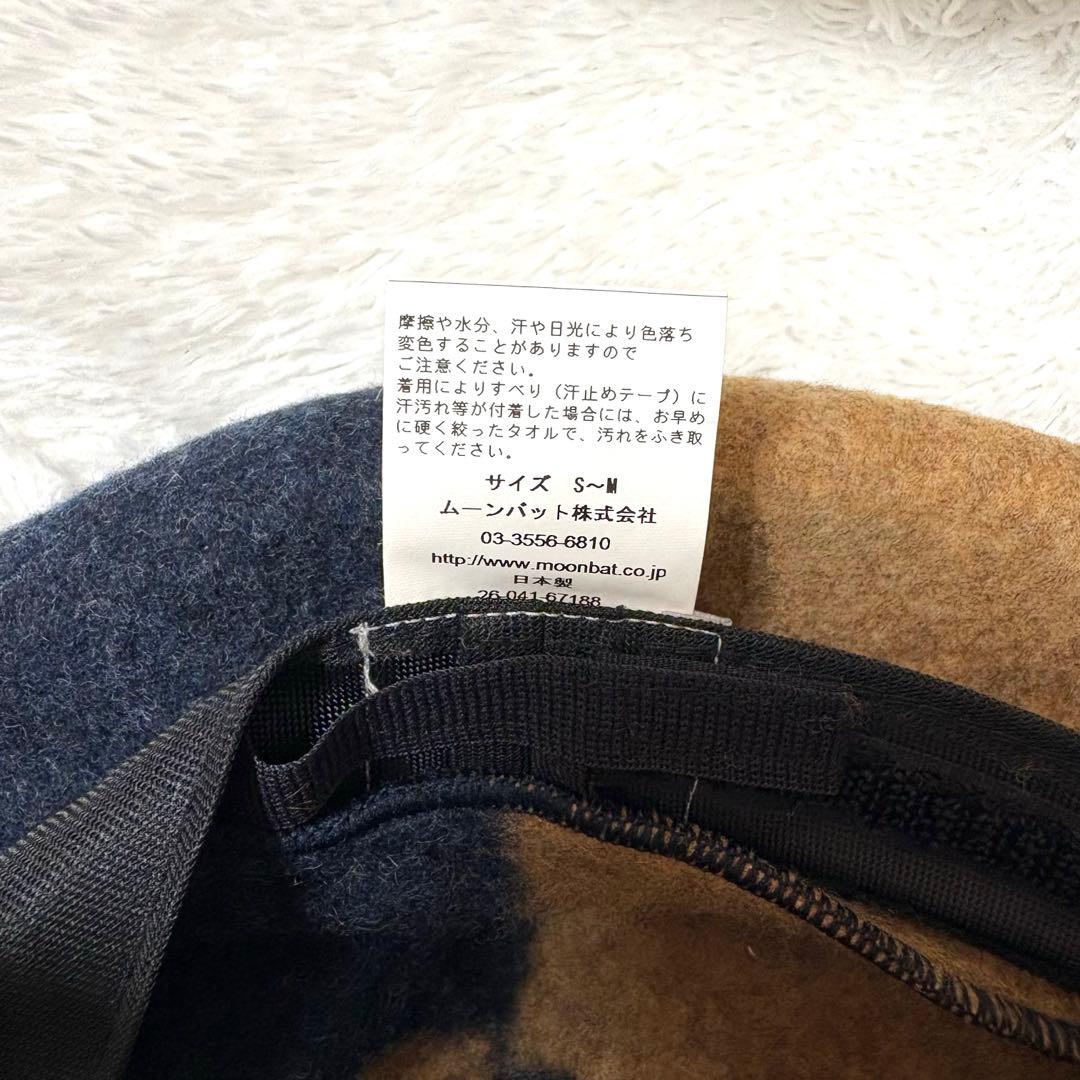 摩擦や水分、汗や日光により色落ち
変色することがありますので
ご注意ください。
着用によりすべり（汗止めテープ）に
汗汚れ等が付着した場合には、お早め
に硬く絞ったタオルで、汚れをふき取
ってください。
サイズ　S～M
ムーンバット株式会社
03-3556-6810
http://www.moonbat.co.jp
日本製
26-041-67188